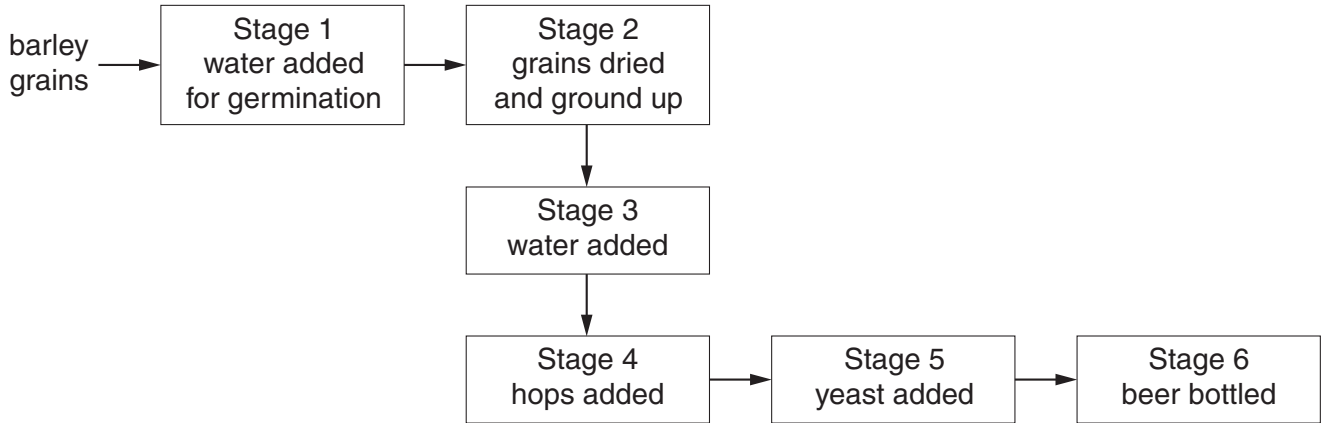 barley
grains
Stage 1
water added
for germination
Stage 2
grains dried
and ground up
Stage 3
water added
Stage 4
hops added
Stage 5
yeast added
Stage 6
beer bottled